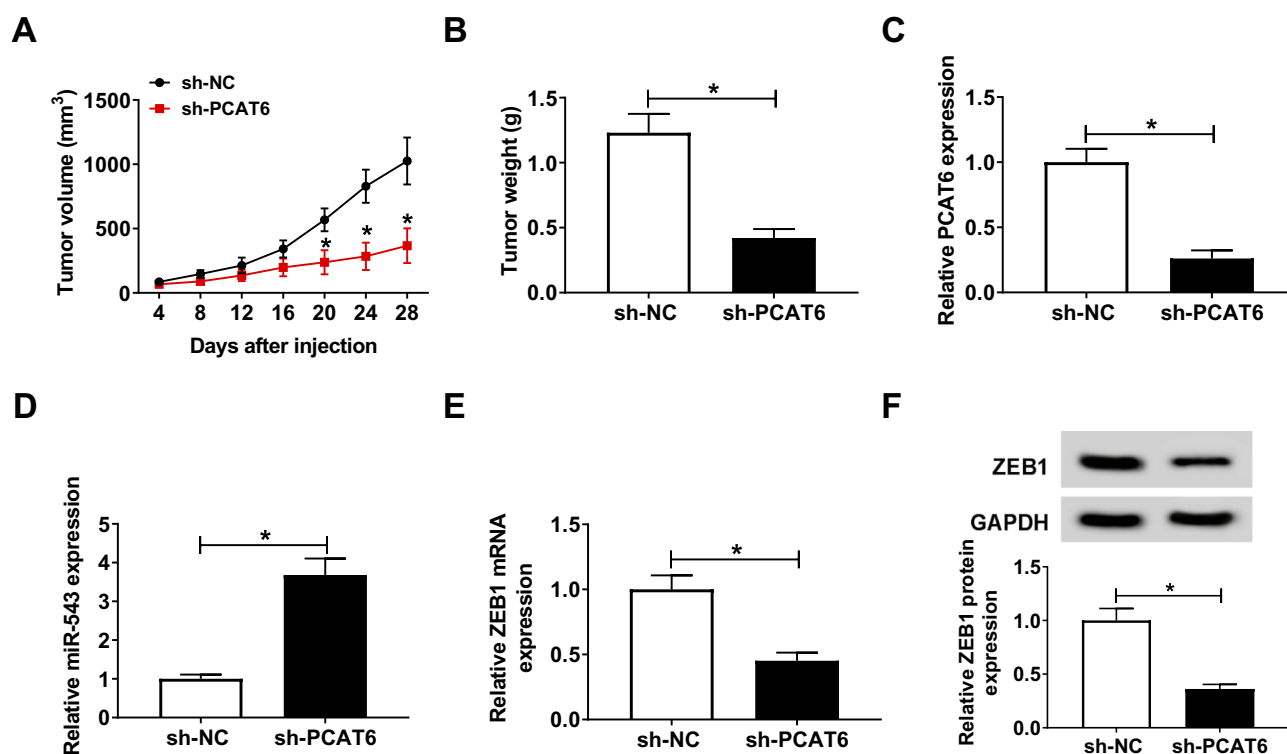 A
sh-NC
sh-PCAT6
Tumor volume (mm³)
1500
1000
500
0
4 8 12 16 20 24 28
* * *
Days after injection
B
Tumor weight (g)
1.5
1.0
0.5
0.0
*
sh-NC sh-PCAT6
C
Relative PCAT6 expression
1.5
1.0
0.5
0.0
*
sh-NC sh-PCAT6
D
Relative miR-543 expression
5
4
3
2
1
0
*
sh-NC sh-PCAT6
E
Relative ZEB1 mRNA
expression
1.5
1.0
0.5
0.0
*
sh-NC sh-PCAT6
F
ZEB1
GAPDH
Relative ZEB1 protein
expression
1.5
1.0
0.5
0.0
*
sh-NC sh-PCAT6